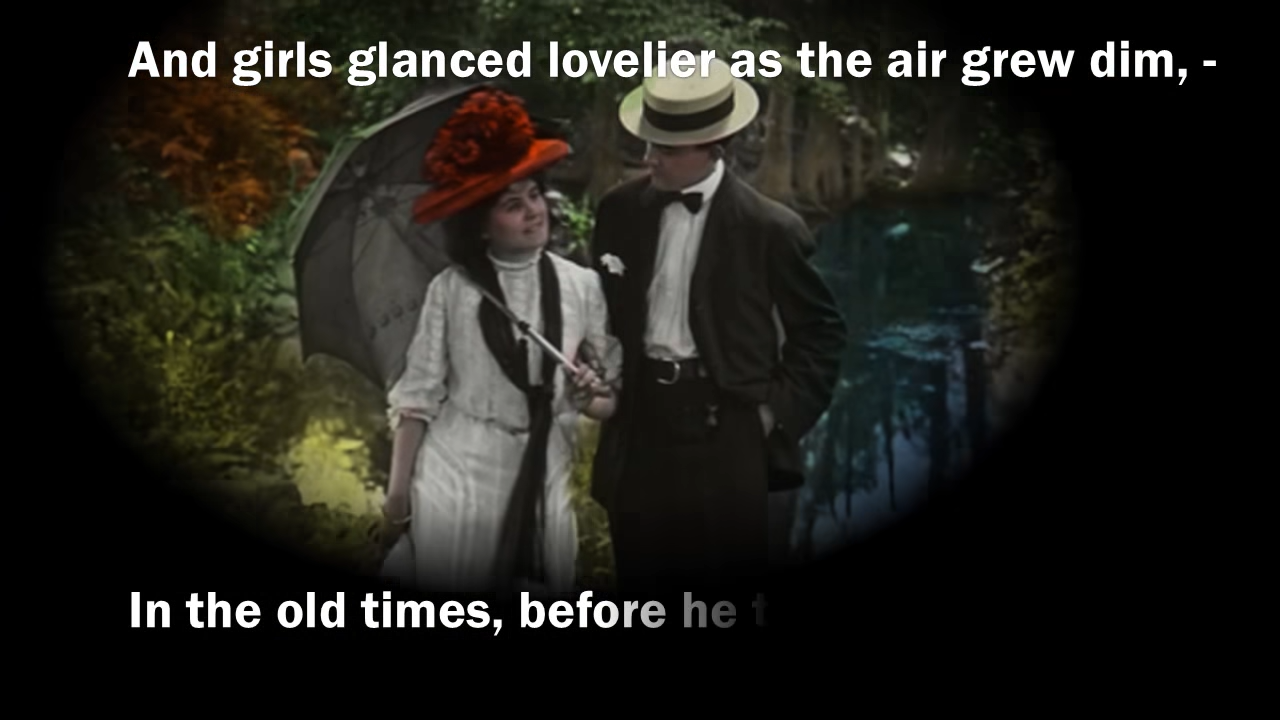 And girls glanced lovelier as the air grew dim, -
In the old times, before he t